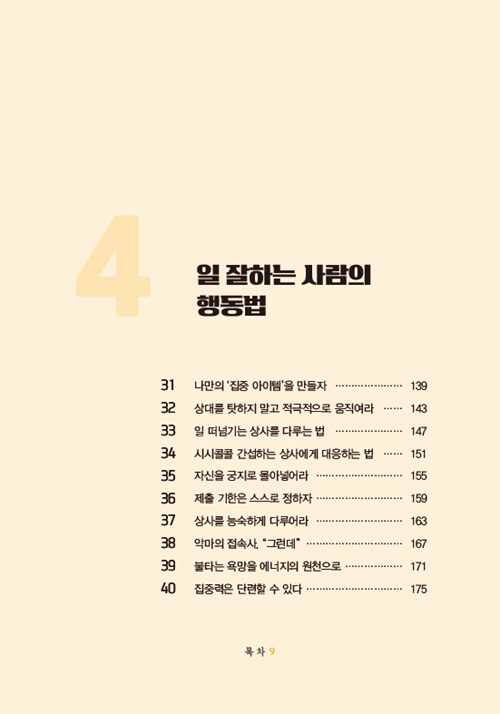 4
일 잘하는 사람의
행동법
31 나만의 ‘집중 아이템’을 만들자 ····················· 139
32 상대를 탓하지 말고 적극적으로 움직여라 ······ 143
33 일 떠넘기는 상사를 다루는 법 ····················· 147
34 시시콜콜 간섭하는 상사에게 대응하는 법 ······ 151
35 자신을 궁지로 몰아넣어라 ························ 155
36 제출 기한은 스스로 정하자 ························ 159
37 상사를 능숙하게 다루어라 ························ 163
38 악마의 접속사, “그런데” ··························· 167
39 불타는 욕망을 에너지의 원천으로 ·················· 171
40 집중력은 단련할 수 있다 ··························· 175
목차 9